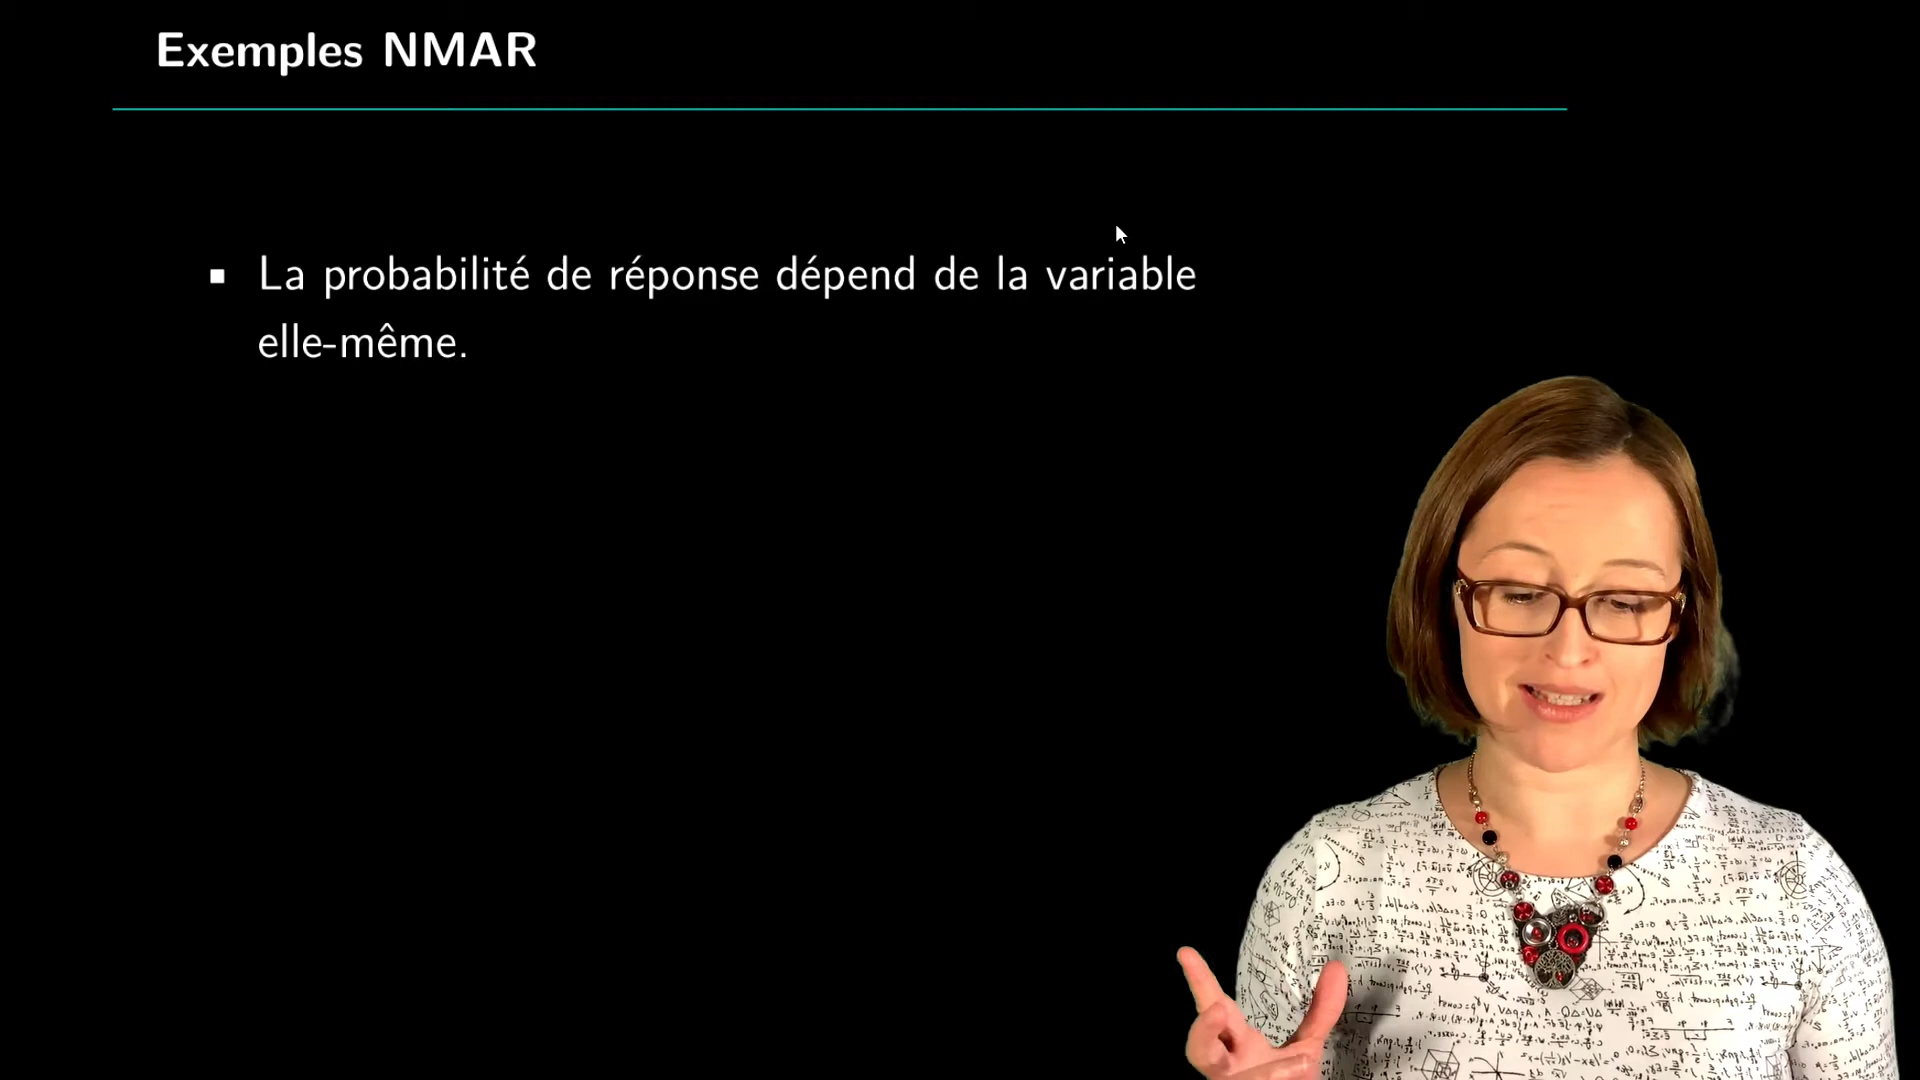 Exemples NMAR
▪ La probabilité de réponse dépend de la variable
elle-même.